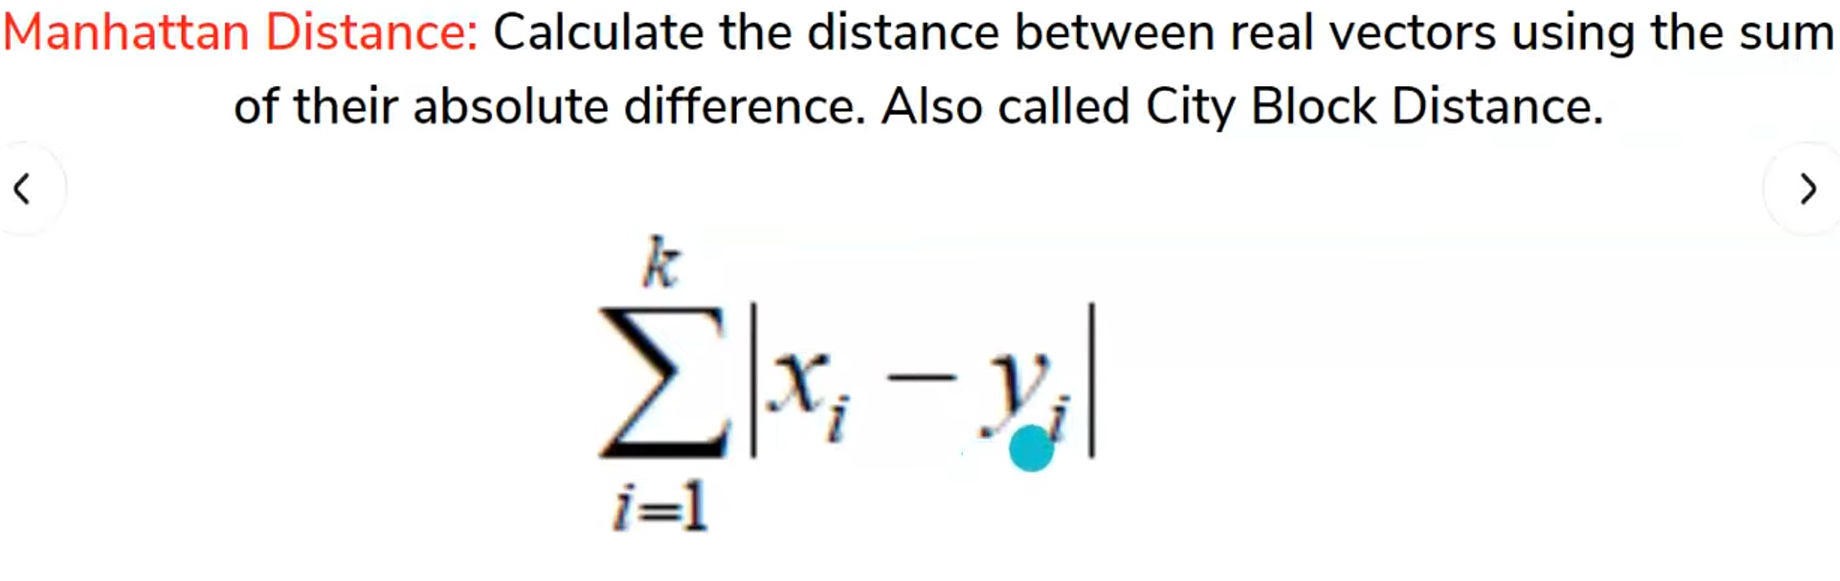 Manhattan Distance: Calculate the distance between real vectors using the sum
of their absolute difference. Also called City Block Distance.
k
∑|xᵢ − yᵢ|
i=1